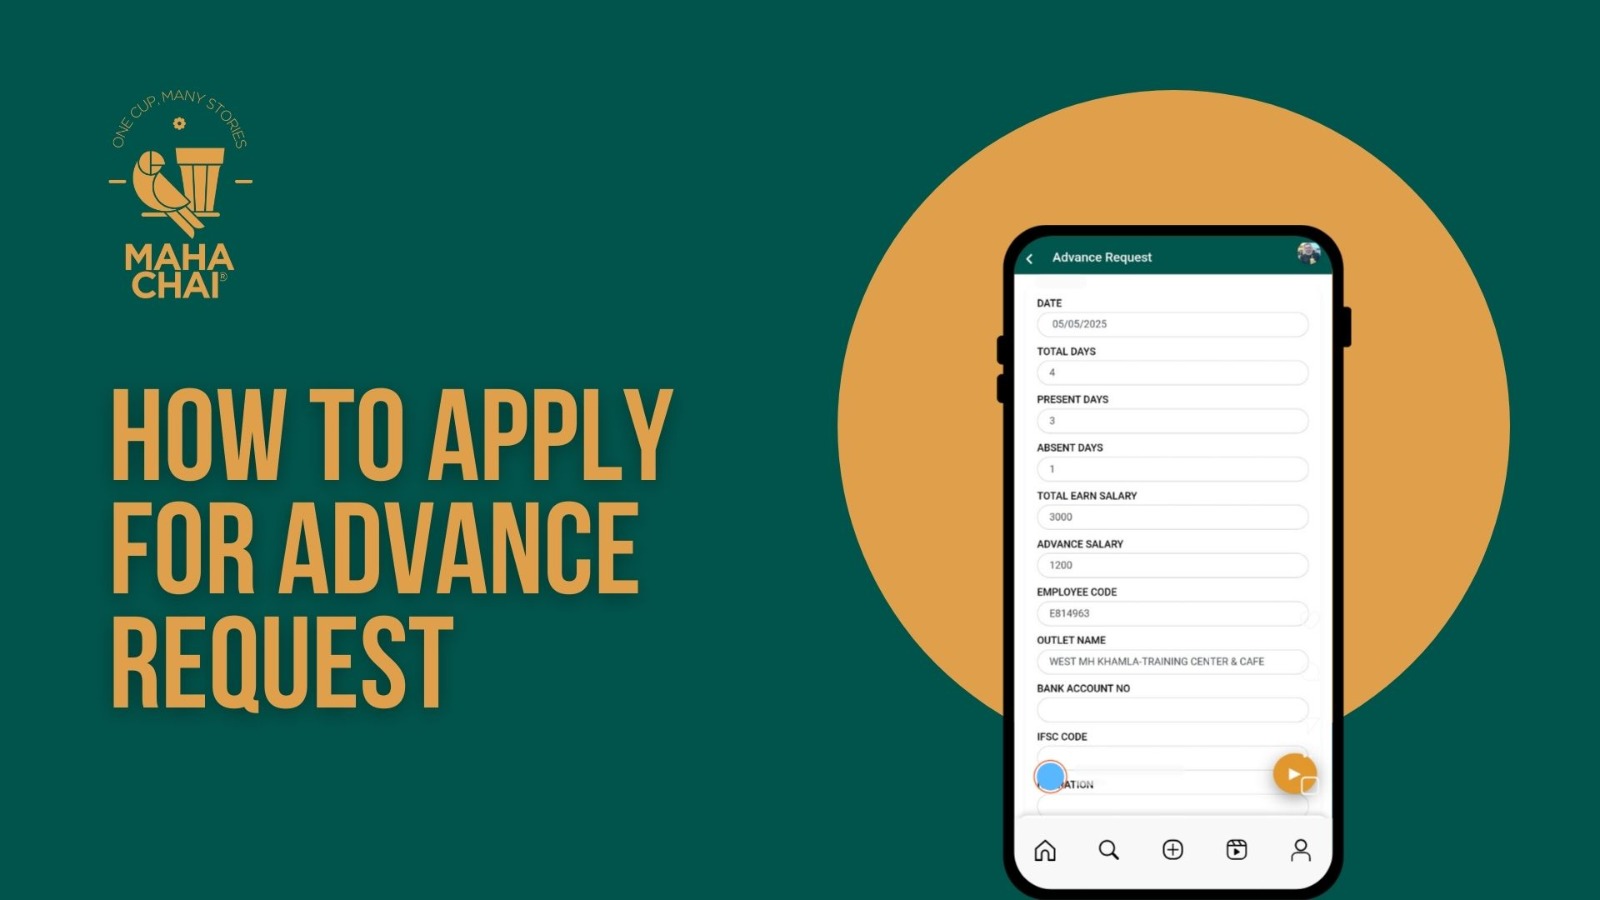 ONE CUP, MANY STORIES
MAHA
CHAI®
HOW TO APPLY
FOR ADVANCE
REQUEST
Advance Request
DATE
05/05/2025
TOTAL DAYS
4
PRESENT DAYS
3
ABSENT DAYS
1
TOTAL EARN SALARY
3000
ADVANCE SALARY
1200
EMPLOYEE CODE
E814963
OUTLET NAME
WEST MH KHAMLA-TRAINING CENTER & CAFE
BANK ACCOUNT NO
IFSC CODE